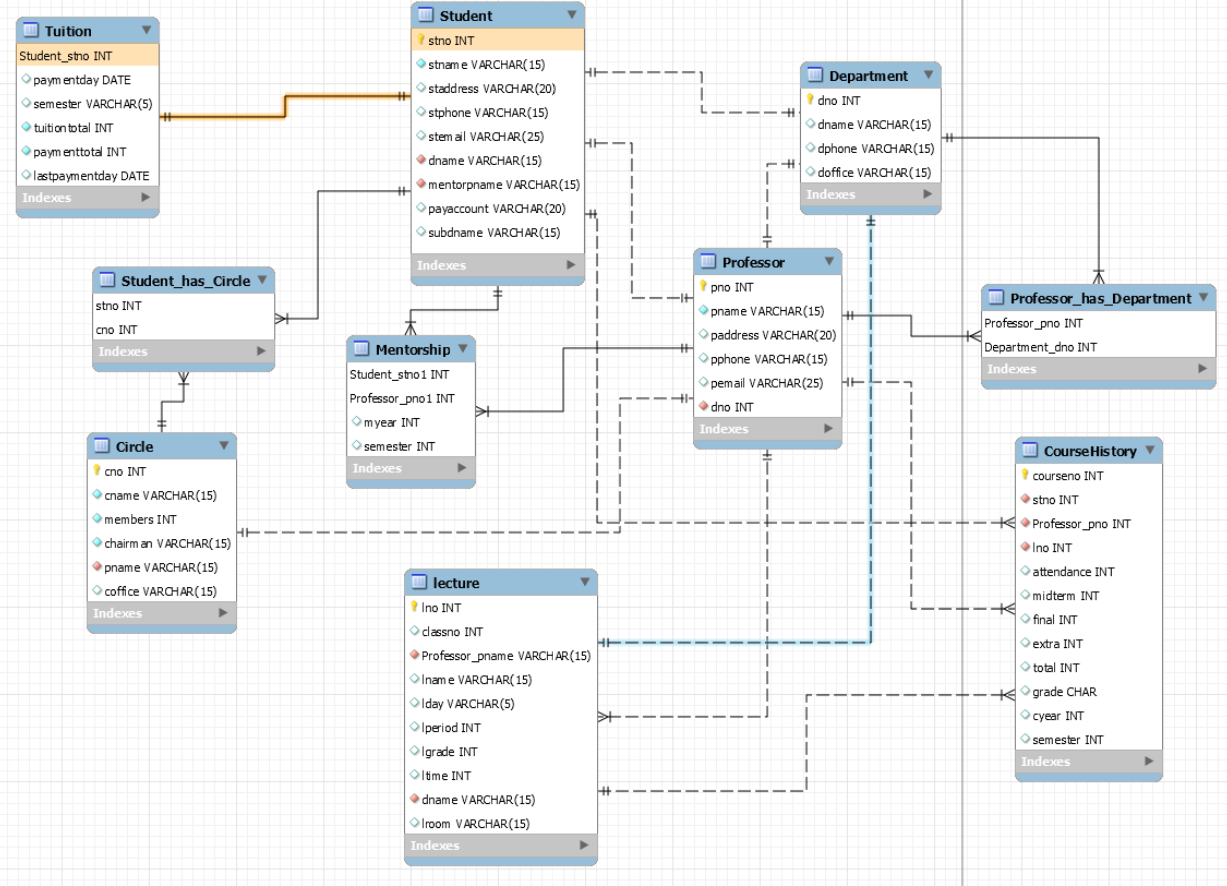 Tuition
Student_stno INT
paymentday DATE
semester VARCHAR(5)
tuitiontotal INT
paymenttotal INT
lastpaymentday DATE
Indexes
Student
stno INT
stname VARCHAR(15)
staddress VARCHAR(20)
stphone VARCHAR(15)
stemail VARCHAR(25)
dname VARCHAR(15)
mentorpname VARCHAR(15)
payaccount VARCHAR(20)
subdname VARCHAR(15)
Indexes
Department
dno INT
dname VARCHAR(15)
dphone VARCHAR(15)
doffice VARCHAR(15)
Indexes
Student_has_Circle
stno INT
cno INT
Indexes
Mentorship
Student_stno1 INT
Professor_pno1 INT
myear INT
semester INT
Indexes
Professor
pno INT
pname VARCHAR(15)
paddress VARCHAR(20)
pphone VARCHAR(15)
pemail VARCHAR(25)
dno INT
Indexes
Professor_has_Department
Professor_pno INT
Department_dno INT
Indexes
Circle
cno INT
cname VARCHAR(15)
members INT
chairman VARCHAR(15)
pname VARCHAR(15)
coffice VARCHAR(15)
Indexes
lecture
lno INT
classno INT
Professor_pname VARCHAR(15)
lname VARCHAR(15)
lday VARCHAR(5)
lperiod INT
lgrade INT
ltime INT
dname VARCHAR(15)
lroom VARCHAR(15)
Indexes
CourseHistory
courseno INT
stno INT
Professor_pno INT
lno INT
attendance INT
midterm INT
final INT
extra INT
total INT
grade CHAR
cyear INT
semester INT
Indexes